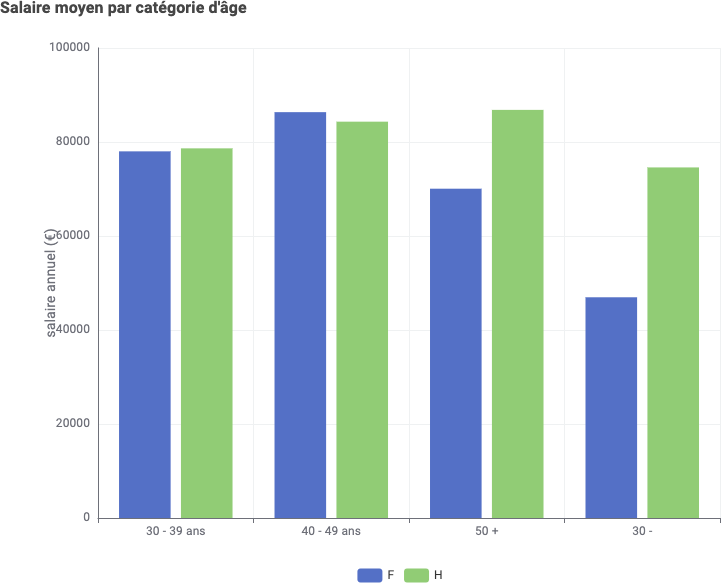 Salaire moyen par catégorie d'âge
100000
80000
60000
40000
20000
0
salaire annuel (€)
30 - 39 ans
40 - 49 ans
50 +
30 -
F
H